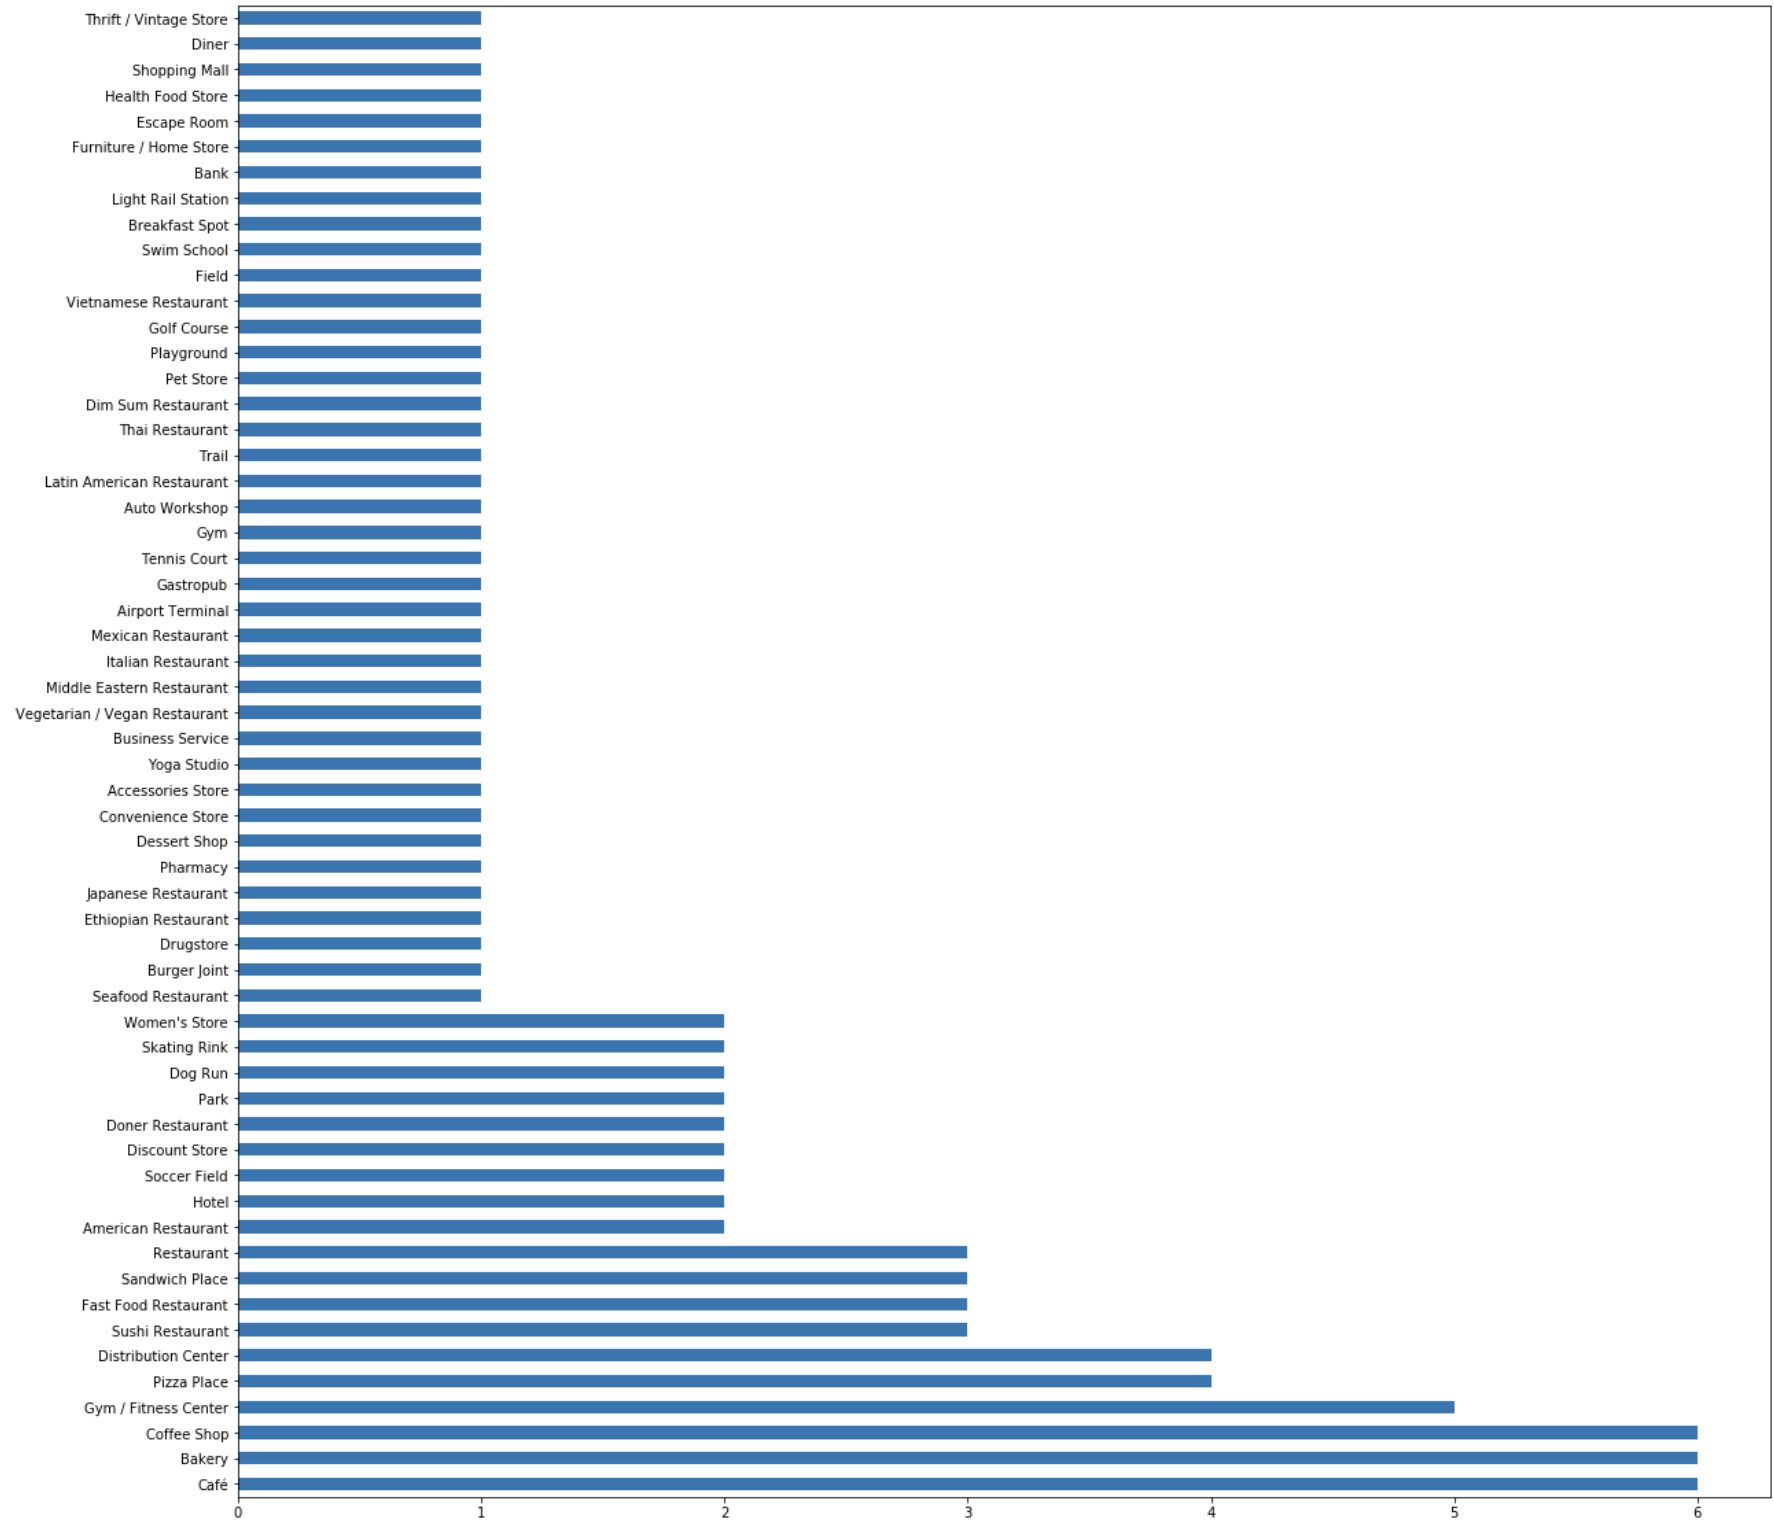 Thrift / Vintage Store
Diner
Shopping Mall
Health Food Store
Escape Room
Furniture / Home Store
Bank
Light Rail Station
Breakfast Spot
Swim School
Field
Vietnamese Restaurant
Golf Course
Playground
Pet Store
Dim Sum Restaurant
Thai Restaurant
Trail
Latin American Restaurant
Auto Workshop
Gym
Tennis Court
Gastropub
Airport Terminal
Mexican Restaurant
Italian Restaurant
Middle Eastern Restaurant
Vegetarian / Vegan Restaurant
Business Service
Yoga Studio
Accessories Store
Convenience Store
Dessert Shop
Pharmacy
Japanese Restaurant
Ethiopian Restaurant
Drugstore
Burger Joint
Seafood Restaurant
Women's Store
Skating Rink
Dog Run
Park
Doner Restaurant
Discount Store
Soccer Field
Hotel
American Restaurant
Restaurant
Sandwich Place
Fast Food Restaurant
Sushi Restaurant
Distribution Center
Pizza Place
Gym / Fitness Center
Coffee Shop
Bakery
Café
0 1 2 3 4 5 6